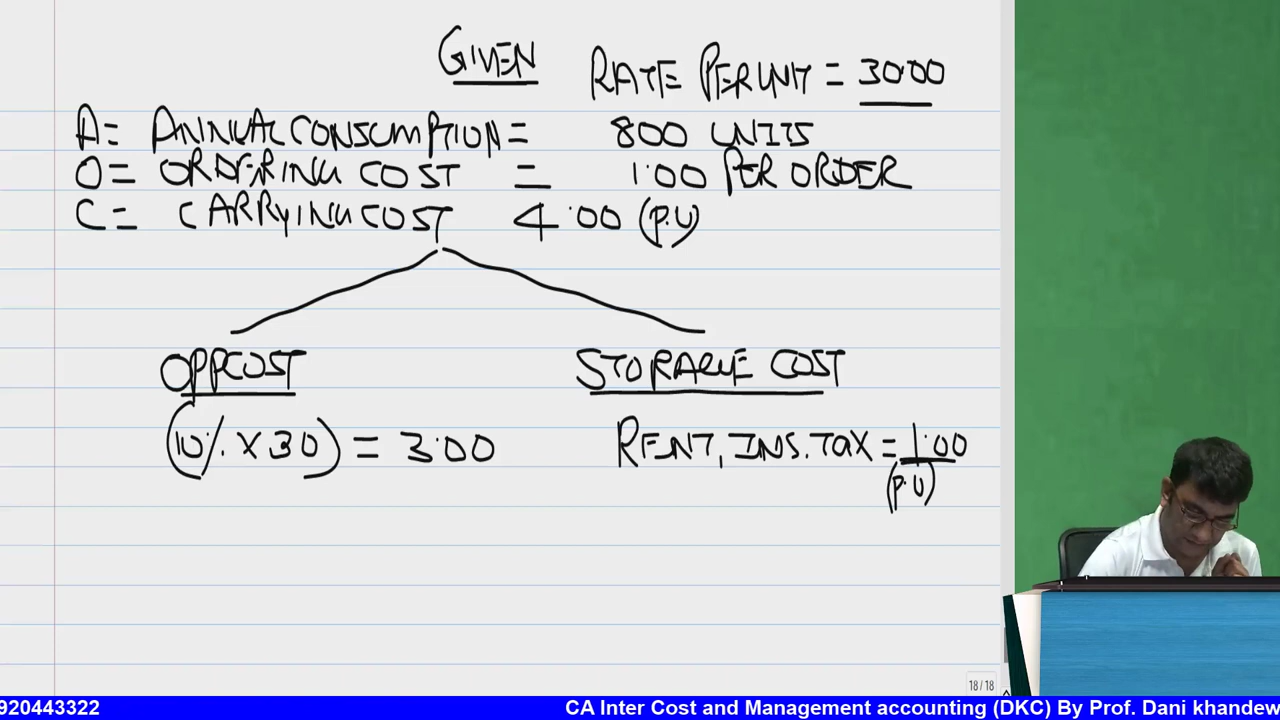 GIVEN
RATE PER UNIT = 30.00
A = ANNUAL CONSUMPTION = 800 UNITS
O = ORDERING COST = 1.00 PER ORDER
C = CARRYING COST 4.00 (P.U)
OPPCOST STORAGE COST
(10% X 30) = 3.00 RENT, INS. TAX = 1.00
(P.U)
18/18
920443322 CA Inter Cost and Management accounting (DKC) By Prof. Dani khandew